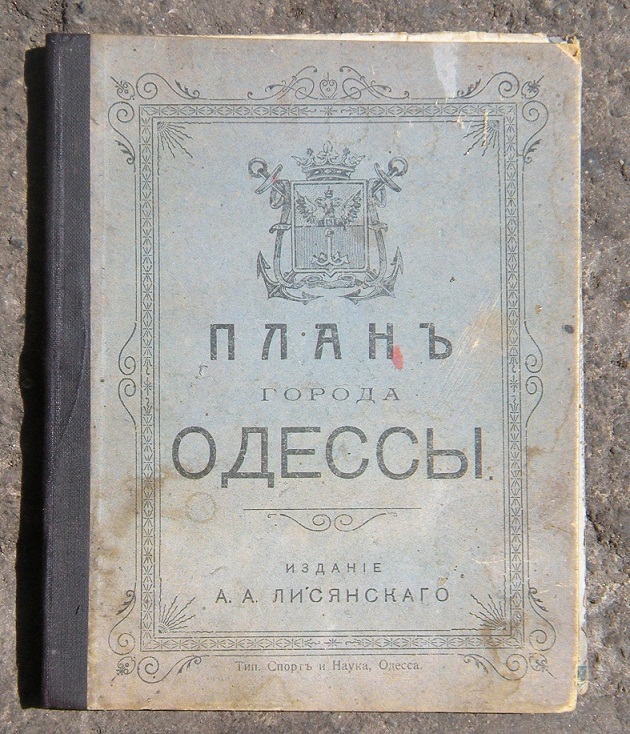 ПЛАНЪ
ГОРОДА
ОДЕССЫ.
ИЗДАНІЕ
А. А. ЛИСЯНСКАГО
Тип. Спортъ и Наука, Одесса.